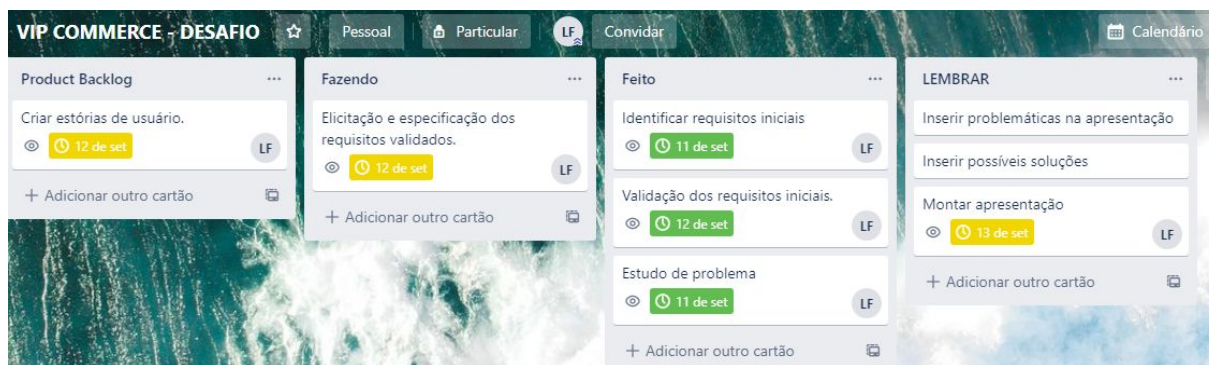 VIP COMMERCE - DESAFIO
Pessoal
Particular
LF
Convidar
Calendário
Product Backlog
Criar estórias de usuário.
12 de set
LF
+ Adicionar outro cartão
Fazendo
Elicitação e especificação dos
requisitos validados.
12 de set
LF
+ Adicionar outro cartão
Feito
Identificar requisitos iniciais
11 de set
LF
Validação dos requisitos iniciais.
12 de set
LF
Estudo de problema
11 de set
LF
+ Adicionar outro cartão
LEMBRAR
Inserir problemáticas na apresentação
Inserir possíveis soluções
Montar apresentação
13 de set
LF
+ Adicionar outro cartão